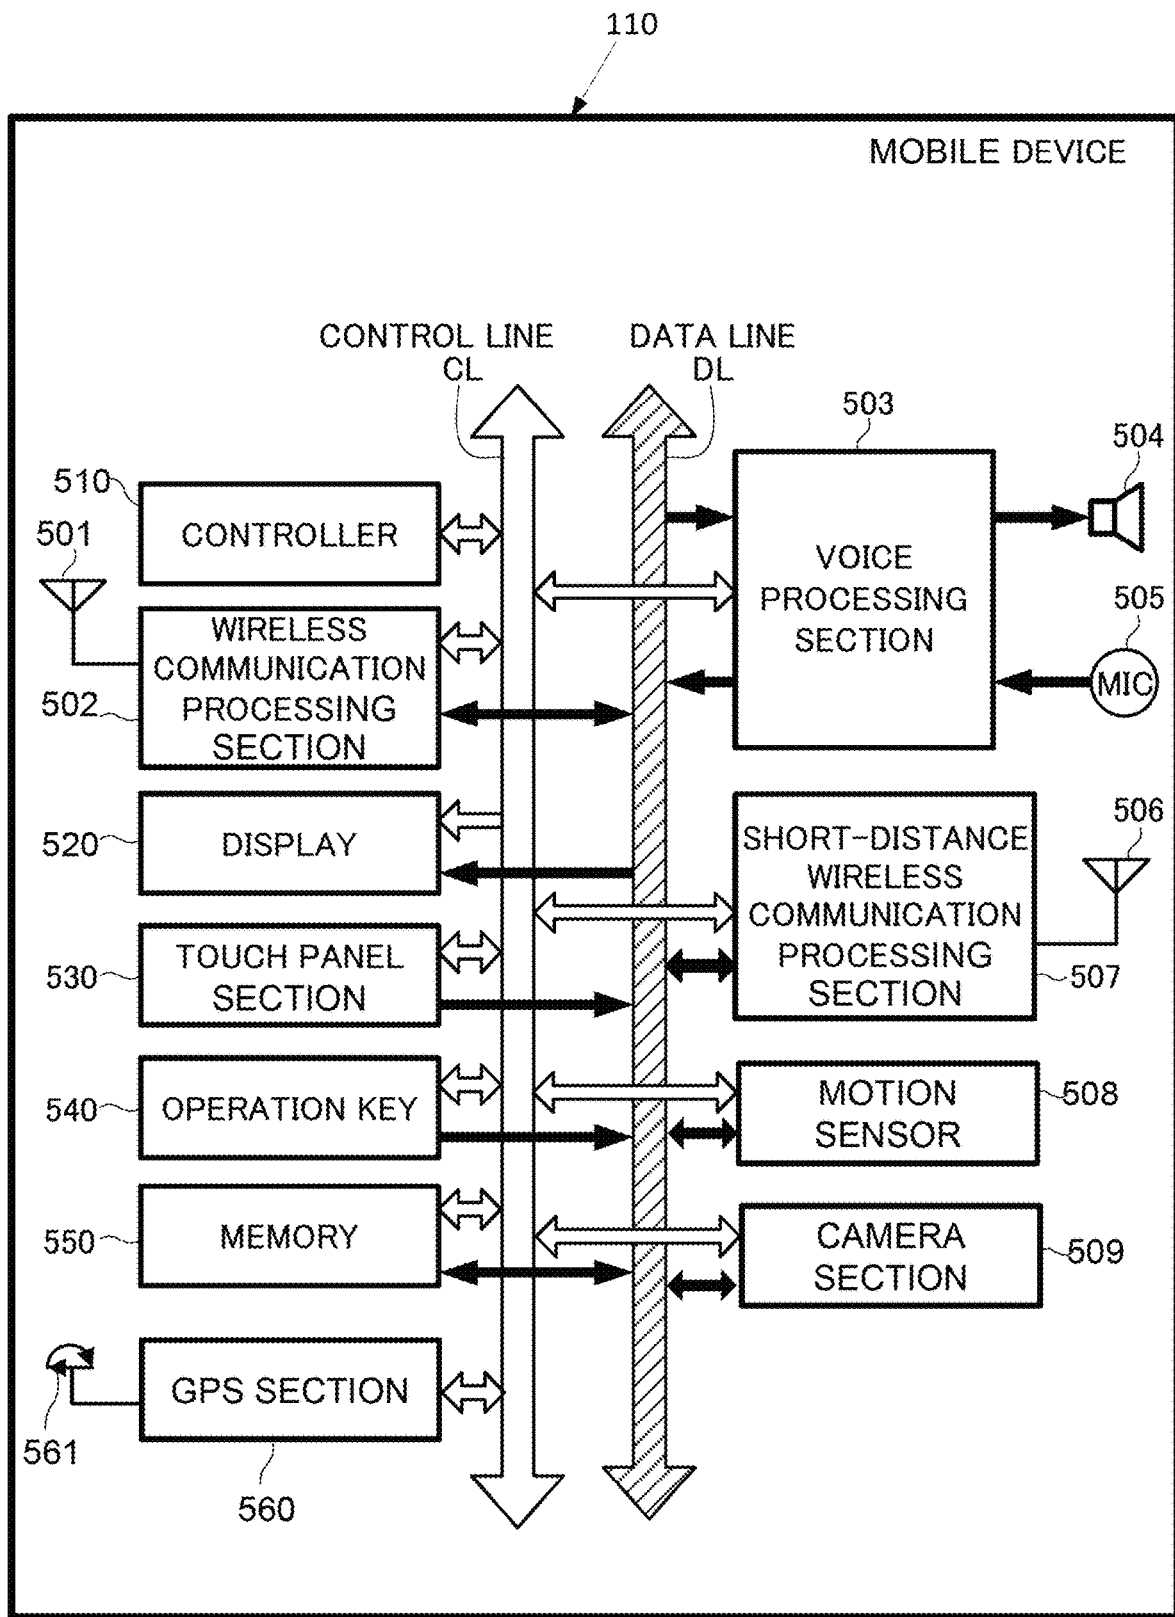 110
MOBILE DEVICE
CONTROL LINE
CL
DATA LINE
DL
503
504
510
CONTROLLER
501
VOICE
PROCESSING
SECTION
505
MIC
WIRELESS
COMMUNICATION
PROCESSING
SECTION
502
520
DISPLAY
SHORT-DISTANCE
WIRELESS
COMMUNICATION
PROCESSING
SECTION
506
507
530
TOUCH PANEL
SECTION
540
OPERATION KEY
MOTION
SENSOR
508
550
MEMORY
CAMERA
SECTION
509
561
GPS SECTION
560